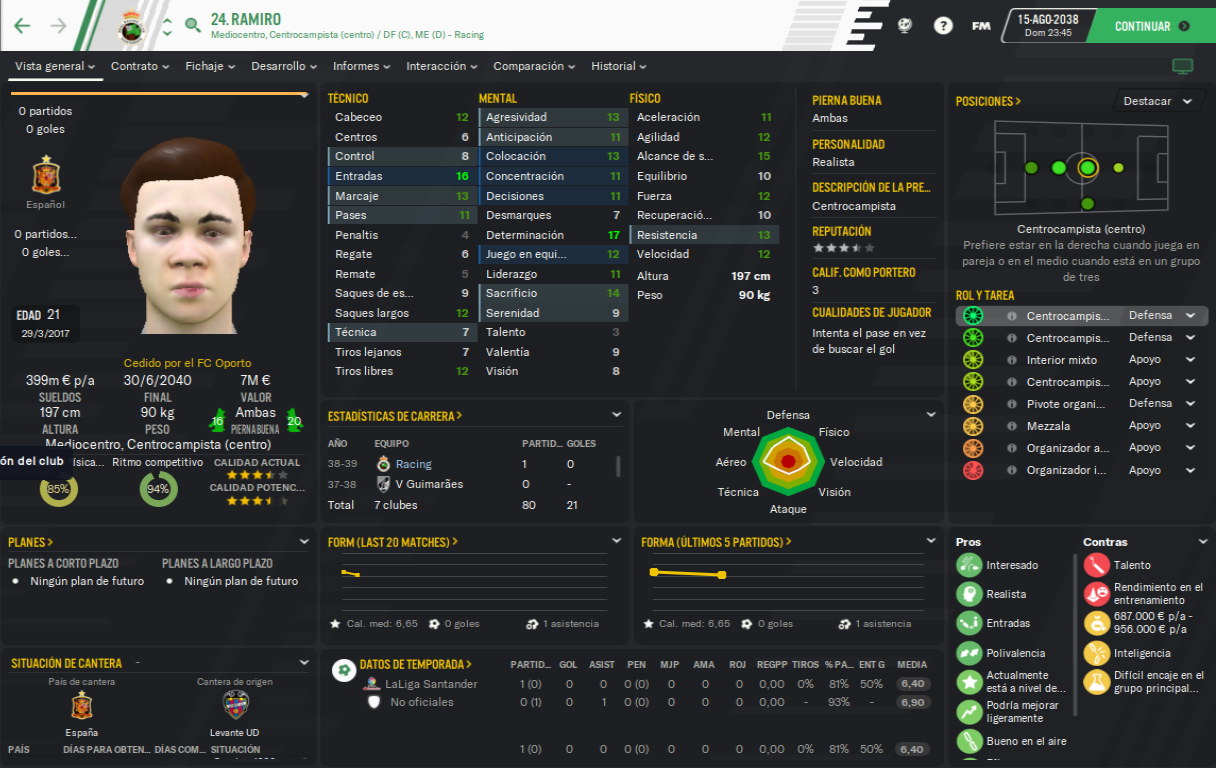 24. RAMIRO
Mediocentro, Centrocampista (centro) / DF (C), ME (D) - Racing
?
FM
15-AGO-2038
Dom 23:45
CONTINUAR
Vista general
Contrato
Fichaje
Desarrollo
Informes
Interacción
Comparación
Historial
0 partidos
0 goles
Español
0 partidos...
0 goles...
EDAD 21
29/3/2017
Cedido por el FC Oporto
399m € p/a
SUELDOS
30/6/2040
FINAL
7M €
VALOR
197 cm
ALTURA
90 kg
PESO
16
Ambas
PIERNA BUENA
20
Mediocentro, Centrocampista (centro)
ón del club
ísica...
Ritmo competitivo
CALIDAD ACTUAL
85%
94%
CALIDAD POTENC...
TÉCNICO
Cabeceo 12
Centros 6
Control 8
Entradas 16
Marcaje 13
Pases 11
Penaltis 4
Regate 6
Remate 5
Saques de es... 9
Saques largos 12
Técnica 7
Tiros lejanos 7
Tiros libres 12
MENTAL
Agresividad 13
Anticipación 11
Colocación 13
Concentración 11
Decisiones 11
Desmarques 7
Determinación 17
Juego en equi... 12
Liderazgo 11
Sacrificio 14
Serenidad 9
Talento 3
Valentía 9
Visión 8
FÍSICO
Aceleración 11
Agilidad 12
Alcance de s... 15
Equilibrio 10
Fuerza 12
Recuperació... 10
Resistencia 13
Velocidad 12
Altura 197 cm
Peso 90 kg
PIERNA BUENA
Ambas
PERSONALIDAD
Realista
DESCRIPCIÓN DE LA PRE...
Centrocampista
REPUTACIÓN
CALIF. COMO PORTERO
3
CUALIDADES DE JUGADOR
Intenta el pase en vez
de buscar el gol
POSICIONES >
Destacar
Centrocampista (centro)
Prefiere estar en la derecha cuando juega en
pareja o en el medio cuando está en un grupo
de tres
ROL Y TAREA
Centrocampis... Defensa
Centrocampis... Defensa
Interior mixto Apoyo
Centrocampis... Apoyo
Pivote organi... Defensa
Mezzala Apoyo
Organizador a... Apoyo
Organizador i... Apoyo
ESTADÍSTICAS DE CARRERA >
AÑO EQUIPO PARTID... GOLES
38-39 Racing 1 0
37-38 V Guimarães 0 -
Total 7 clubes 80 21
Defensa
Mental
Físico
Aéreo
Velocidad
Técnica
Visión
Ataque
PLANES >
PLANES A CORTO PLAZO
Ningún plan de futuro
PLANES A LARGO PLAZO
Ningún plan de futuro
FORM (LAST 20 MATCHES) >
Cal. med: 6,65 0 goles 1 asistencia
FORMA (ÚLTIMOS 5 PARTIDOS) >
Cal. med: 6,65 0 goles 1 asistencia
Pros
Interesado
Realista
Entradas
Polivalencia
Actualmente
está a nivel de...
Podría mejorar
ligeramente
Bueno en el aire
Contras
Talento
Rendimiento en el
entrenamiento
687.000 € p/a -
956.000 € p/a
Inteligencia
Difícil encaje en el
grupo principal...
SITUACIÓN DE CANTERA -
País de cantera
España
Cantera de origen
Levante UD
PAÍS DÍAS PARA OBTEN... DÍAS COM... SITUACIÓN
DATOS DE TEMPORADA > PARTID... GOL ASIST PEN MJP AMA ROJ REGPP TIROS % PA... ENT G MEDIA
LaLiga Santander 1 (0) 0 0 0 (0) 0 0 0 0,00 0% 81% 50% 6,40
No oficiales 0 (1) 0 1 0 (0) 0 0 0 0,00 - 93% - 6,90
1 (0) 0 0 0 (0) 0 0 0 0,00 0% 81% 50% 6,40